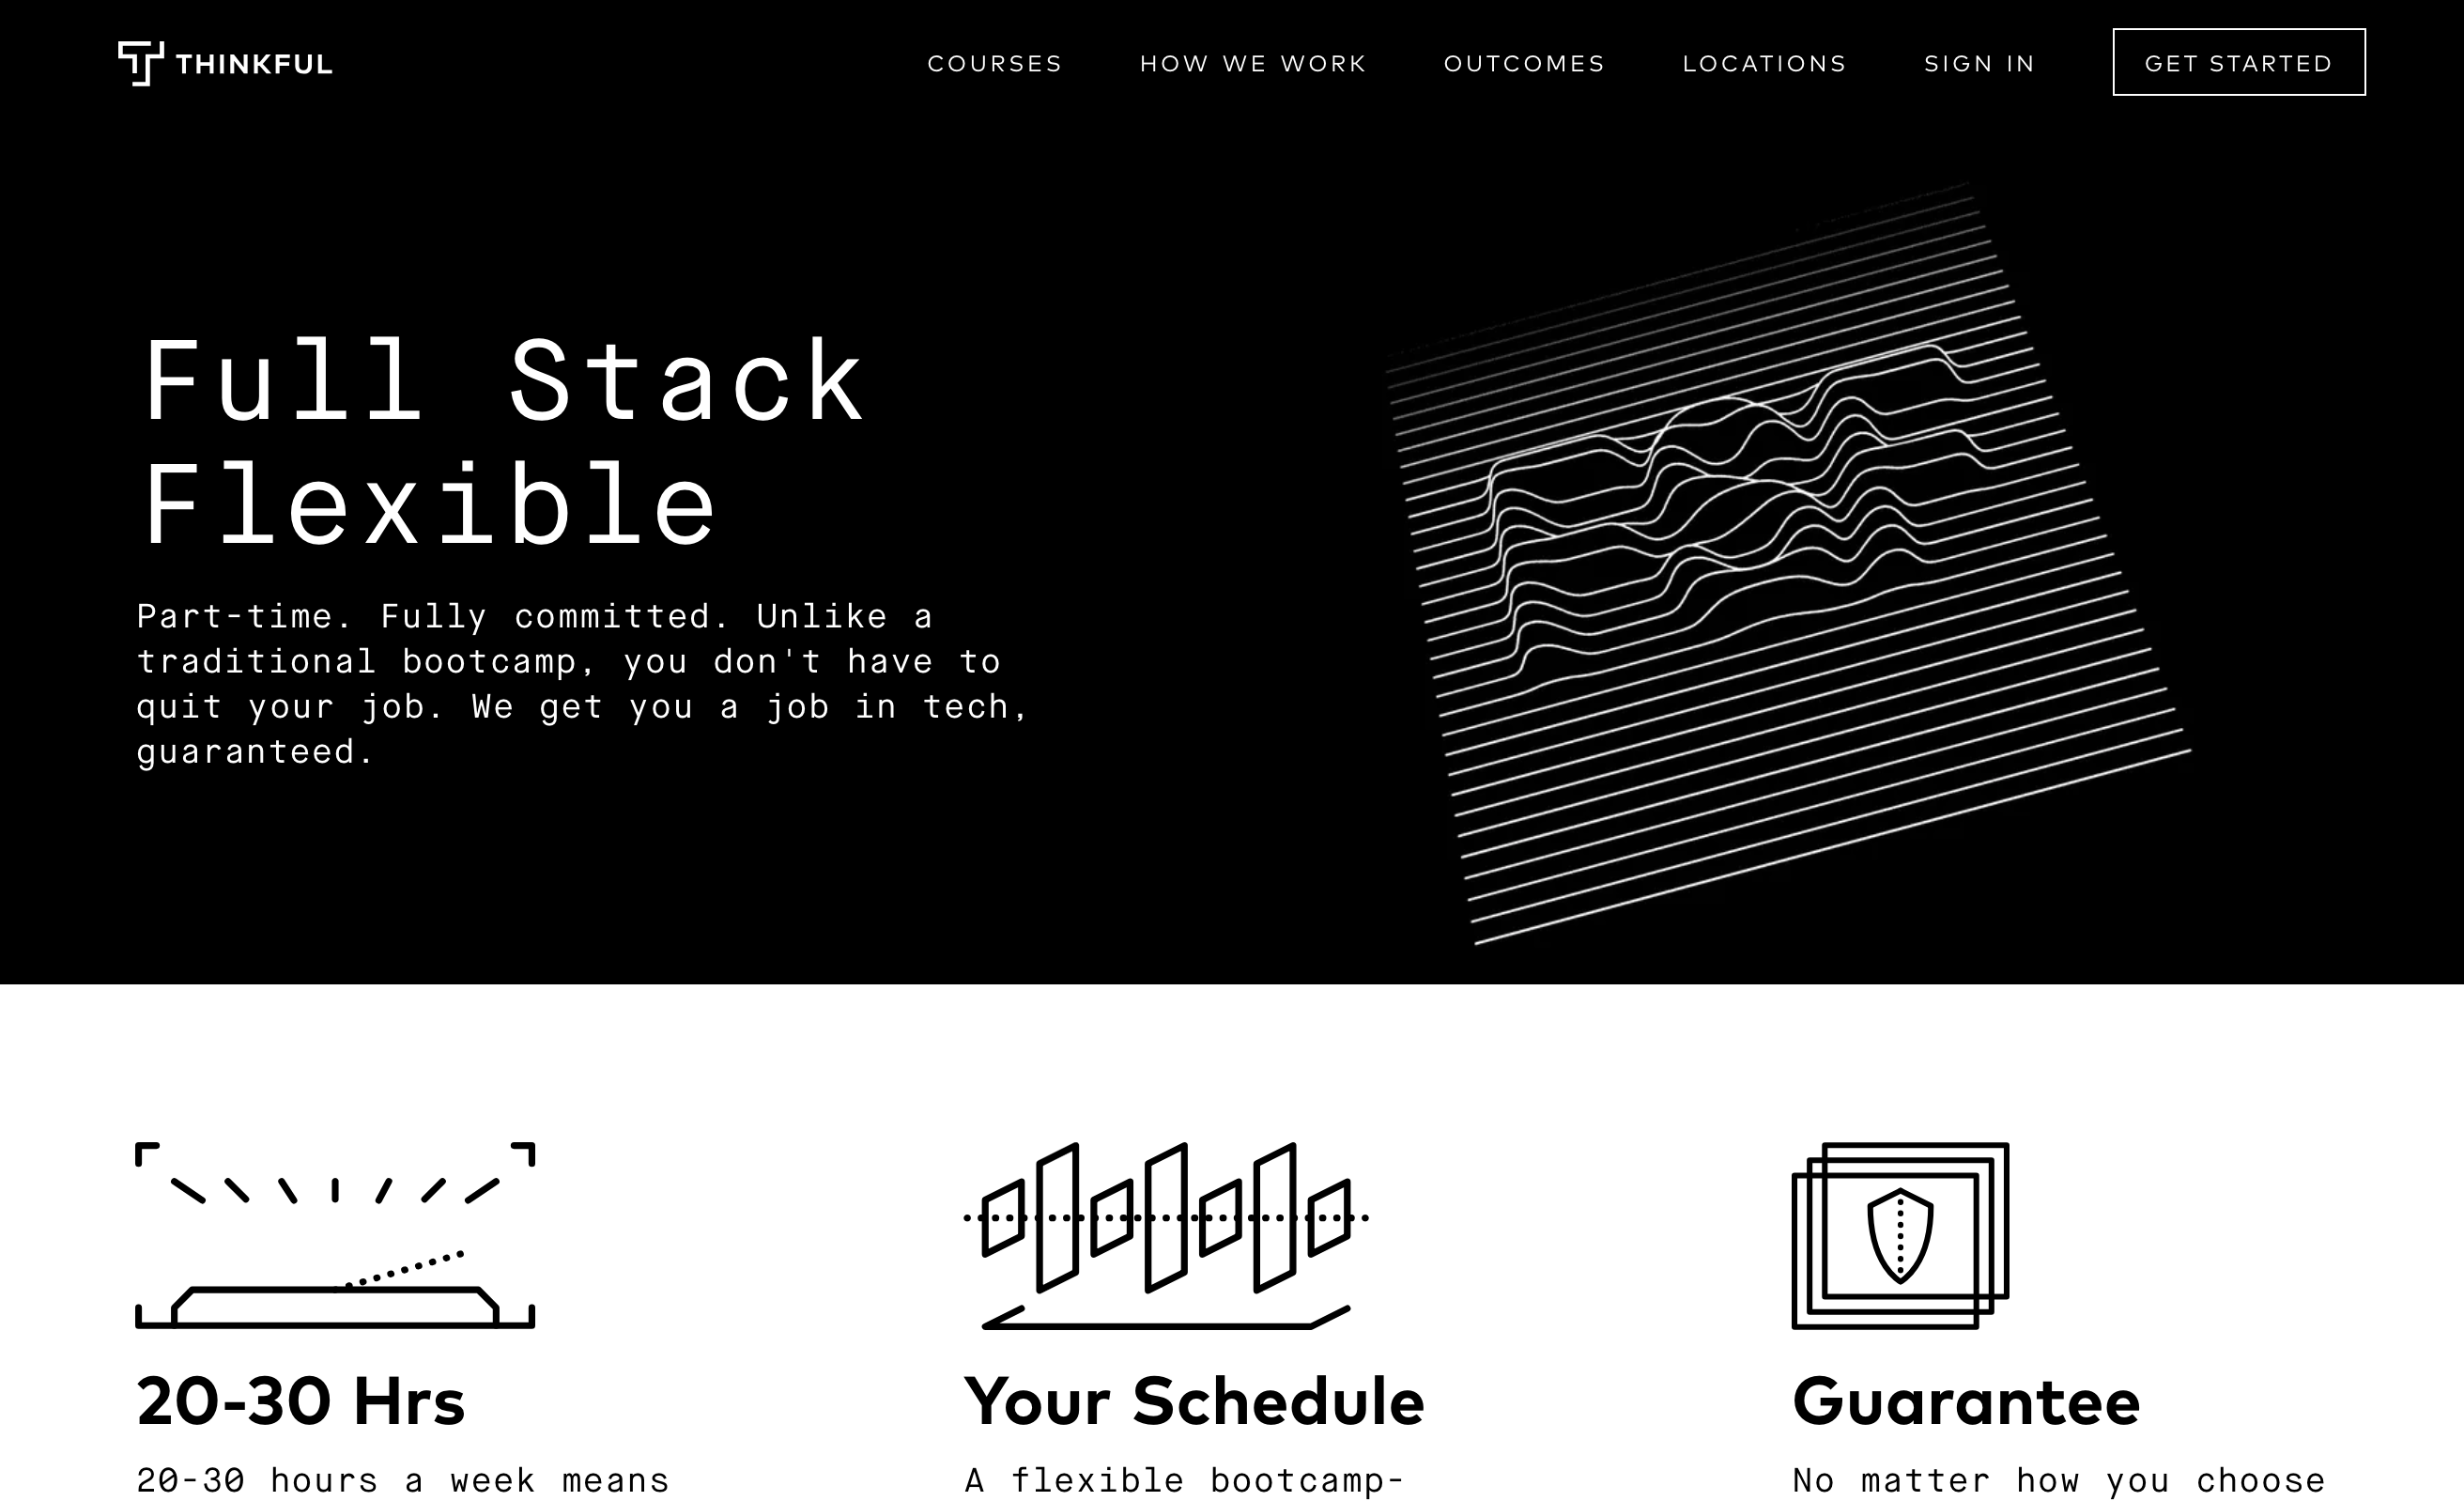 THINKFUL
COURSES
HOW WE WORK
OUTCOMES
LOCATIONS
SIGN IN
GET STARTED
Full Stack
Flexible
Part-time. Fully committed. Unlike a
traditional bootcamp, you don't have to
quit your job. We get you a job in tech,
guaranteed.
20-30 Hrs
20-30 hours a week means
Your Schedule
A flexible bootcamp-
Guarantee
No matter how you choose